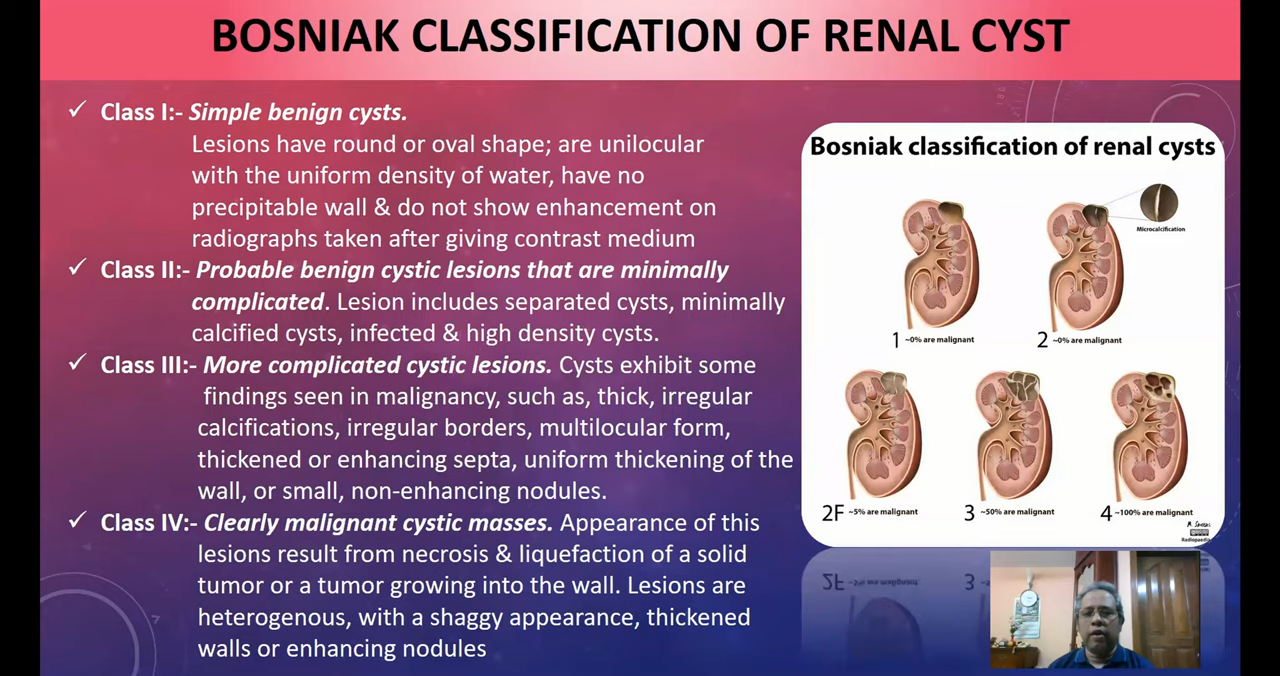 BOSNIAK CLASSIFICATION OF RENAL CYST
✓ Class I:- Simple benign cysts.
Lesions have round or oval shape; are unilocular
with the uniform density of water, have no
precipitable wall & do not show enhancement on
radiographs taken after giving contrast medium
✓ Class II:- Probable benign cystic lesions that are minimally
complicated. Lesion includes separated cysts, minimally
calcified cysts, infected & high density cysts.
✓ Class III:- More complicated cystic lesions. Cysts exhibit some
findings seen in malignancy, such as, thick, irregular
calcifications, irregular borders, multilocular form,
thickened or enhancing septa, uniform thickening of the
wall, or small, non-enhancing nodules.
✓ Class IV:- Clearly malignant cystic masses. Appearance of this
lesions result from necrosis & liquefaction of a solid
tumor or a tumor growing into the wall. Lesions are
heterogenous, with a shaggy appearance, thickened
walls or enhancing nodules
Bosniak classification of renal cysts
Microcalcification
1 ~0% are malignant
2 ~0% are malignant
2F ~5% are malignant
3 ~50% are malignant
4 ~100% are malignant
Radiopaedia